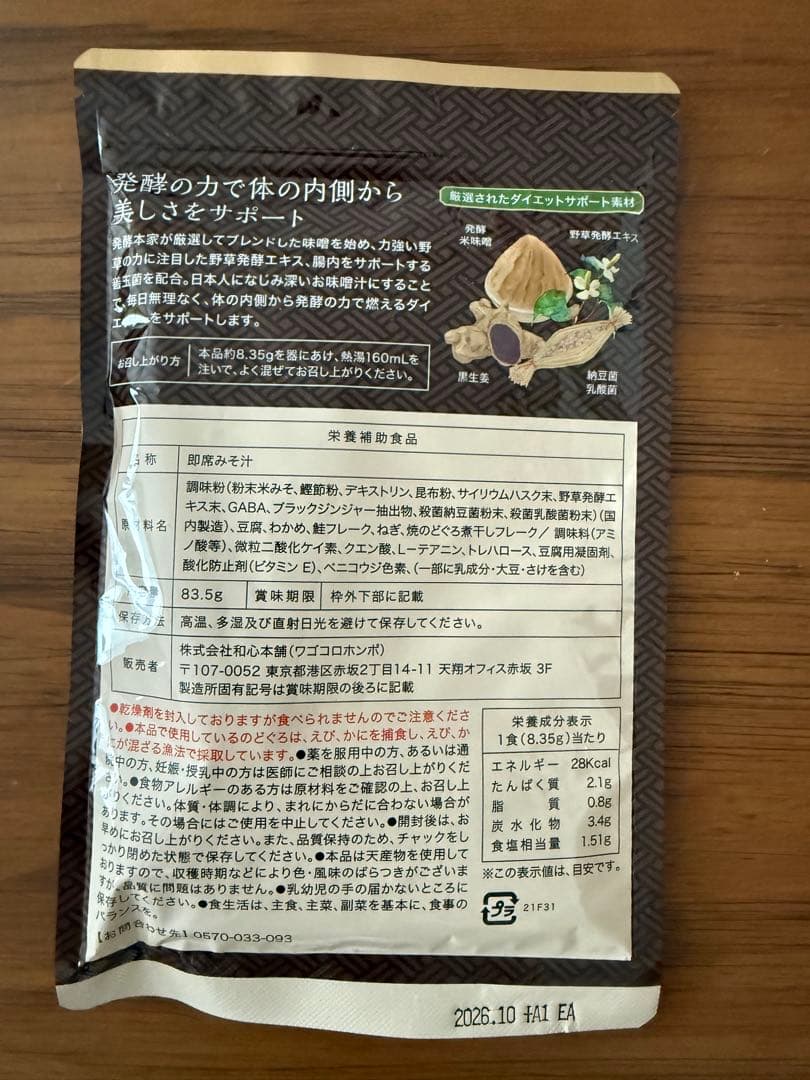 発酵の力で体の内側から
美しさをサポート
発酵本家が厳選してブレンドした味噌を始め、力強い野
草の力に注目した野草発酵エキス、腸内をサポートする
善玉菌を配合。日本人になじみ深いお味噌汁にすること
で、毎日無理なく、体の内側から発酵の力で燃えるダイ
エットをサポートします。
お召し上がり方
本品約8.35gを器にあけ、熱湯160mLを
注いで、よく混ぜてお召し上がりください。
厳選されたダイエットサポート素材
発酵
米味噌
野草発酵エキス
黒生姜
納豆菌
乳酸菌
栄養補助食品
名称 即席みそ汁
原材料名
調味粉(粉末米みそ、鰹節粉、デキストリン、昆布粉、サイリウムハスク末、野草発酵エ
キス末、GABA、ブラックジンジャー抽出物、殺菌納豆菌粉末、殺菌乳酸菌粉末)(国
内製造)、豆腐、わかめ、鮭フレーク、ねぎ、焼のどぐろ煮干しフレーク/ 調味料(アミ
ノ酸等)、微粒二酸化ケイ素、クエン酸、L-テアニン、トレハロース、豆腐用凝固剤、
酸化防止剤(ビタミン E)、ベニコウジ色素、(一部に乳成分・大豆・さけを含む)
内容量 83.5g 賞味期限 枠外下部に記載
保存方法 高温、多湿及び直射日光を避けて保存してください。
販売者
株式会社和心本舗(ワゴコロホンポ)
〒107-0052 東京都港区赤坂2丁目14-11 天翔オフィス赤坂 3F
製造所固有記号は賞味期限の後ろに記載
●乾燥剤を封入しておりますが食べられませんのでご注意くださ
い。●本品で使用しているのどぐろは、えび、かにを捕食し、えび、か
にが混ざる漁法で採取しています。●薬を服用中の方、あるいは通
院中の方、妊娠・授乳中の方は医師にご相談の上お召し上がりくだ
さい。●食物アレルギーのある方は原材料をご確認の上、お召し上
がりください。体質・体調により、まれにからだに合わない場合が
あります。その場合にはご使用を中止してください。●開封後は、お
早めにお召し上がりください。また、品質保持のため、チャックをし
っかり閉めた状態で保存してください。●本品は天産物を使用して
おりますので、収穫時期などにより色・風味のばらつきがございま
すが、品質に問題はありません。●乳幼児の手の届かないところに
保存してください。●食生活は、主食、主菜、副菜を基本に、食事の
バランスを。
【お問合わせ先】0570-033-093
栄養成分表示
1食(8.35g)当たり
エネルギー 28Kcal
たんぱく質 2.1g
脂質 0.8g
炭水化物 3.4g
食塩相当量 1.51g
※この表示値は、目安です。
プラ
21F31
2026.10 +A1 EA